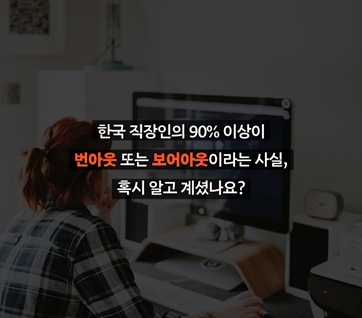 한국 직장인의 90% 이상이
번아웃 또는 보어아웃이라는 사실,
혹시 알고 계셨나요?